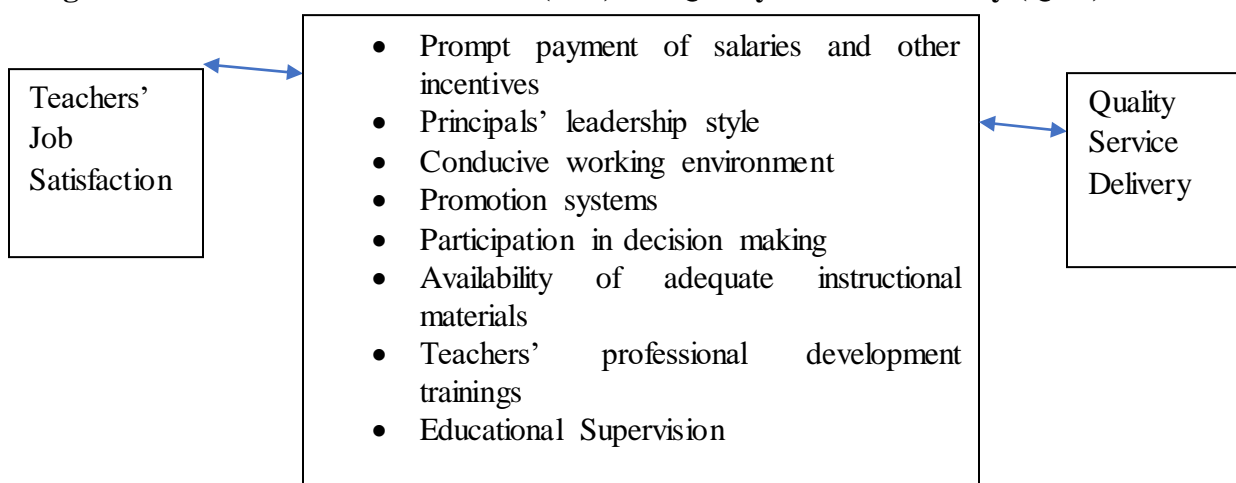 Teachers’
Job
Satisfaction
• Prompt payment of salaries and other
incentives
• Principals’ leadership style
• Conducive working environment
• Promotion systems
• Participation in decision making
• Availability of adequate instructional
materials
• Teachers’ professional development
trainings
• Educational Supervision
Quality
Service
Delivery